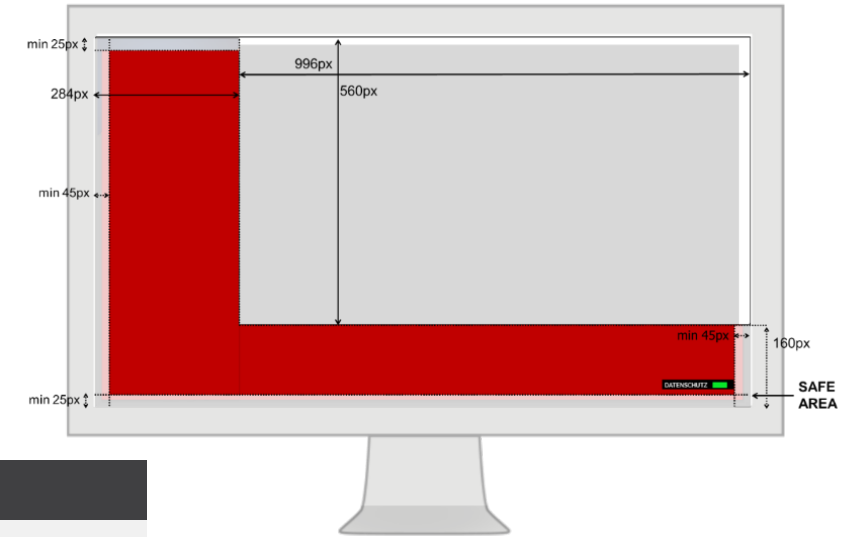 min 25px
996px
560px
284px
min 45px
min 45px
160px
DATENSCHUTZ
min 25px
SAFE
AREA